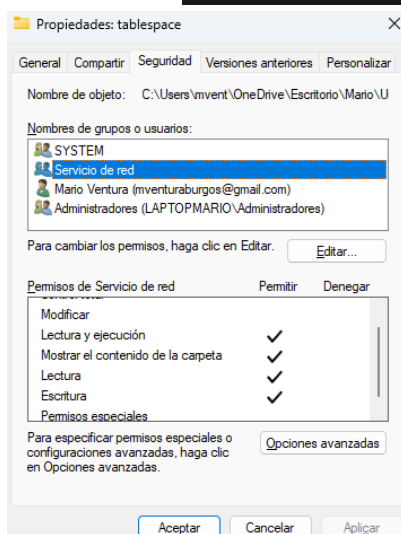 Propiedades: tablespace
General Compartir Seguridad Versiones anteriores Personalizar
Nombre de objeto: C:\Users\mvent\OneDrive\Escritorio\Mario\U
Nombres de grupos o usuarios:
SYSTEM
Servicio de red
Mario Ventura (mventuraburgos@gmail.com)
Administradores (LAPTOPMARIO\Administradores)
Para cambiar los permisos, haga clic en Editar. Editar...
Permisos de Servicio de red Permitir Denegar
Control total
Modificar
Lectura y ejecución
Mostrar el contenido de la carpeta
Lectura
Escritura
Permisos especiales
Para especificar permisos especiales o
configuraciones avanzadas, haga clic
en Opciones avanzadas.
Opciones avanzadas
Aceptar Cancelar Aplicar